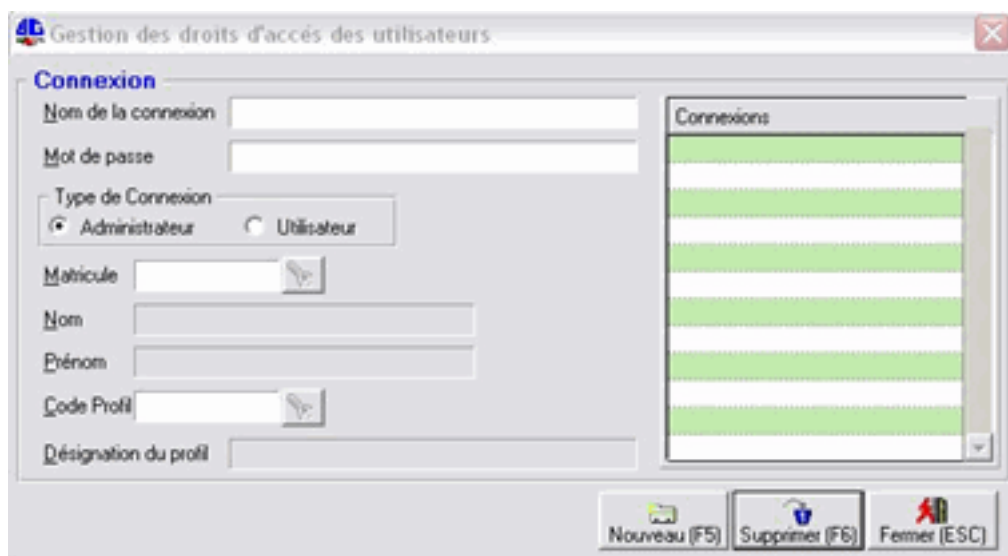 Gestion des droits d'accés des utilisateurs
Connexion
Nom de la connexion
Mot de passe
Type de Connexion
Administrateur Utilisateur
Matricule
Nom
Prénom
Code Profil
Désignation du profil
Connexions
Nouveau (F5) Supprimer (F6) Fermer (ESC)